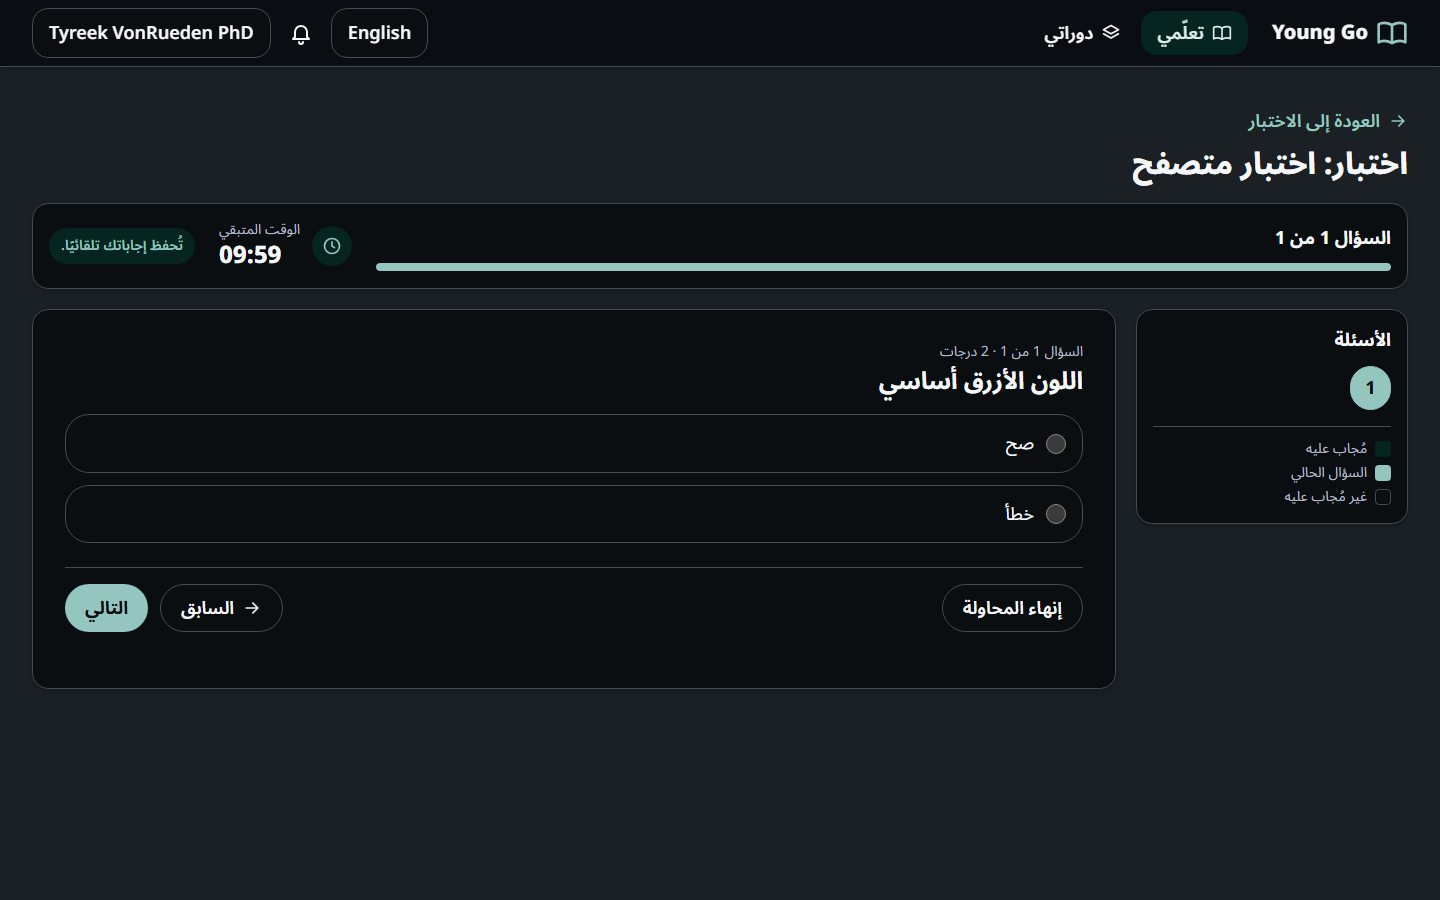 Young Go
تعلّمي
دوراتي
English
Tyreek VonRueden PhD
العودة إلى الاختبار
اختبار: اختبار متصفح
السؤال 1 من 1
الوقت المتبقي
09:59
تُحفظ إجاباتك تلقائيًا.
الأسئلة
1
مُجاب عليه
السؤال الحالي
غير مُجاب عليه
السؤال 1 من 1 · 2 درجات
اللون الأزرق أساسي
صح
خطأ
إنهاء المحاولة
السابق
التالي